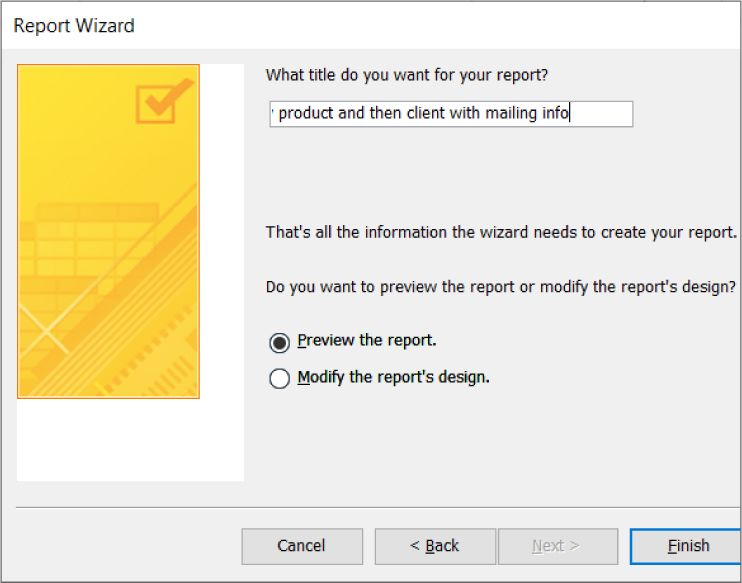 Report Wizard
What title do you want for your report?
product and then client with mailing info
That's all the information the wizard needs to create your report.
Do you want to preview the report or modify the report's design?
Preview the report.
Modify the report's design.
Cancel
< Back
Next >
Finish